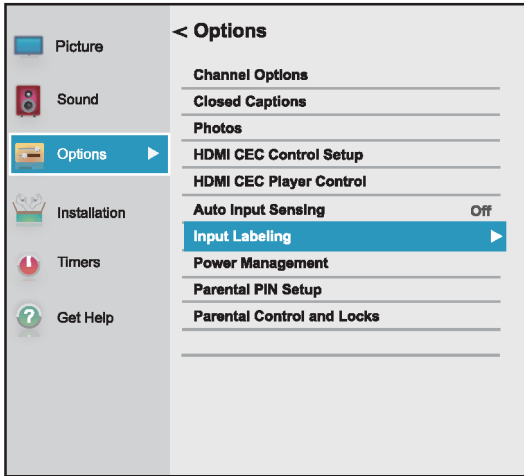 Picture
Sound
Options
Installation
Timers
Get Help
< Options
Channel Options
Closed Captions
Photos
HDMI CEC Control Setup
HDMI CEC Player Control
Auto Input Sensing Off
Input Labeling
Power Management
Parental PIN Setup
Parental Control and Locks